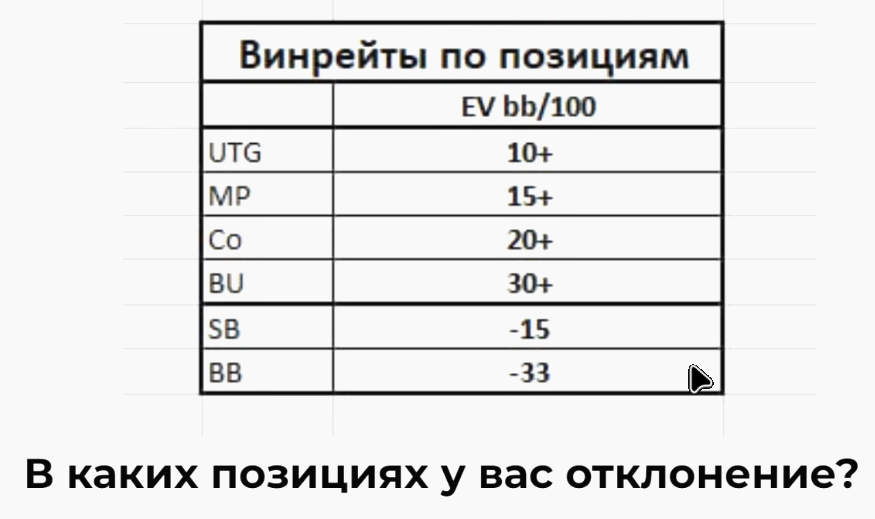 Винрейты по позициям
EV bb/100
UTG 10+
MP 15+
Co 20+
BU 30+
SB -15
BB -33
В каких позициях у вас отклонение?